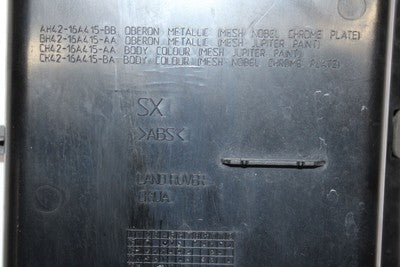 AH42-16A415-BB OBERON METALLIC (MESH NOBEL CHROME PLATE)
BH42-16A415-AA OBERON METALLIC (MESH JUPITER PAINT)
CH42-16A415-AA BODY COLOUR (MESH JUPITER PAINT)
CH42-16A415-BA BODY COLOUR (MESH NOBEL CHROME PLATE)
SX
>ABS<
LAND ROVER